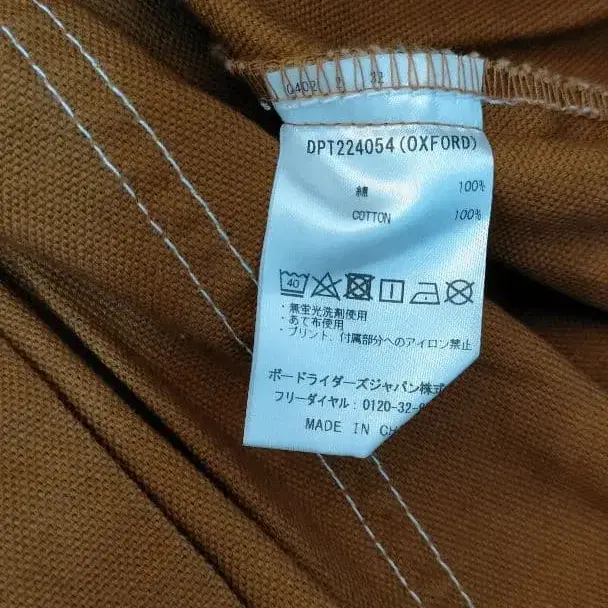 0402 2 22
DPT224054(OXFORD)
綿 100%
COTTON 100%
40
・無蛍光洗剤使用
・あて布使用
・プリント、付属部分へのアイロン禁止
ボードライダーズジャパン株式
フリーダイヤル：0120-32-
MADE IN CH